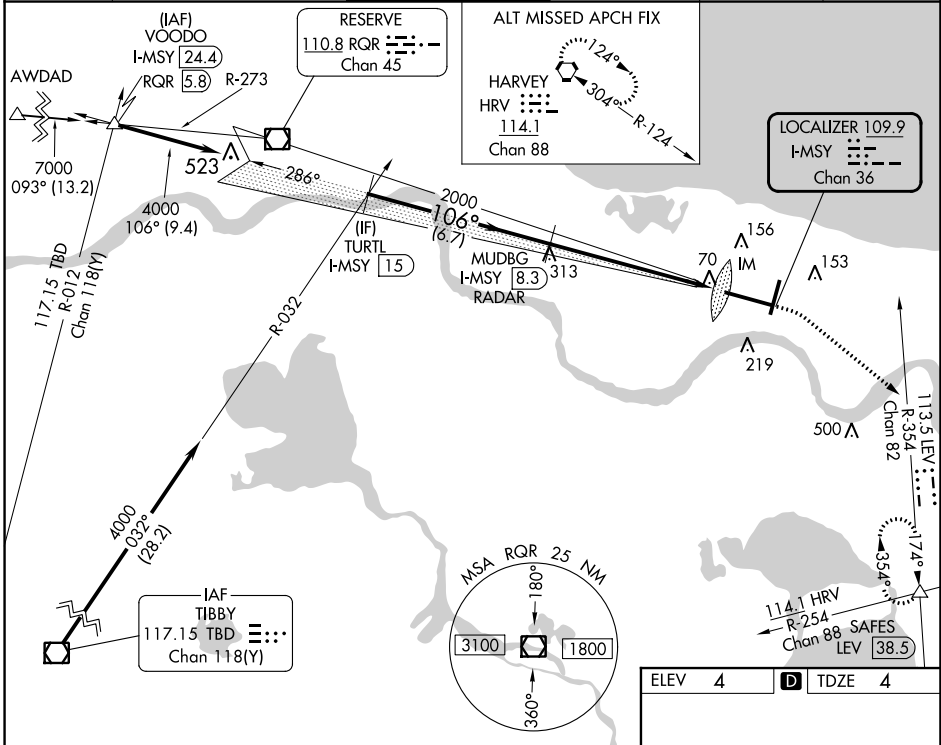 (IAF)
VOODO
I-MSY 24.4
RQR 5.8
R-273
AWDAD
7000
093° (13.2)
4000
106° (9.4)
523
RESERVE
110.8 RQR
Chan 45
ALT MISSED APCH FIX
124°
304°
R-124
HARVEY
HRV
114.1
Chan 88
LOCALIZER 109.9
I-MSY
Chan 36
286°
2000
106°
(6.7)
(IF)
TURTL
I-MSY 15
MUDBG
I-MSY 8.3
RADAR
313
70
IM
156
153
219
500
117.15 TBD
R-012
Chan 118(Y)
R-032
4000
032°
(28.2)
IAF
TIBBY
117.15 TBD
Chan 118(Y)
MSA RQR 25 NM
180°
3100
1800
360°
113.5 LEV
R-354
Chan 82
174°
354°
114.1 HRV
R-254
Chan 88
SAFES
LEV 38.5
ELEV 4 D TDZE 4